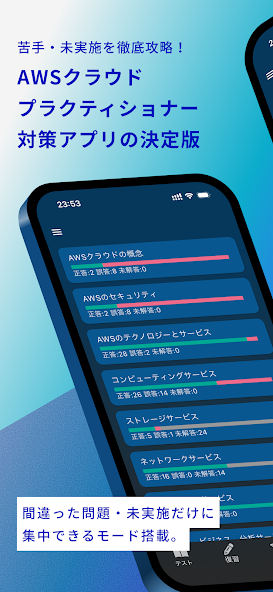 苦手・未実施を徹底攻略！
AWSクラウド
プラクティショナー
対策アプリの決定版
23:53
AWSクラウドの概念
正答:2 誤答:8 未解答:0
AWSのセキュリティ
正答:2 誤答:8 未解答:0
AWSのテクノロジーとサービス
正答:28 誤答:2 未解答:0
コンピューティングサービス
正答:26 誤答:14 未解答:0
ストレージサービス
正答:5 誤答:1 未解答:24
ネットワークサービス
正答:16 誤答:14 未解答:0
ービス
未解答:0
ビジネス
サービス
間違った問題・未実施だけに
集中できるモード搭載。
テスト
復習